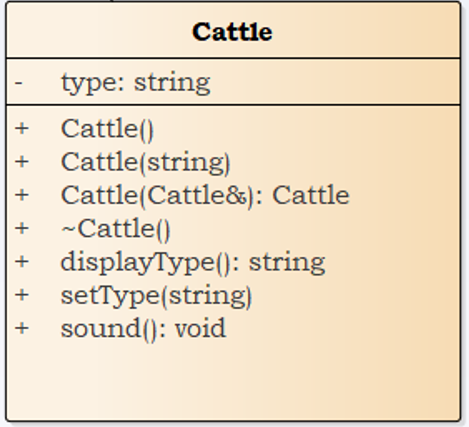 Cattle
- type: string
+ Cattle()
+ Cattle(string)
+ Cattle(Cattle&): Cattle
+ ~Cattle()
+ displayType(): string
+ setType(string)
+ sound(): void